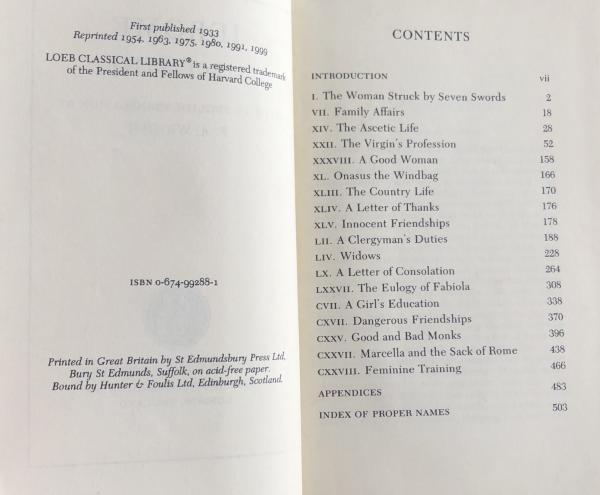 First published 1933
Reprinted 1954, 1963, 1975, 1980, 1991, 1999
LOEB CLASSICAL LIBRARY® is a registered trademark
of the President and Fellows of Harvard College
ISBN 0-674-99288-1
Printed in Great Britain by St Edmundsbury Press Ltd,
Bury St Edmunds, Suffolk, on acid-free paper.
Bound by Hunter & Foulis Ltd, Edinburgh, Scotland.
CONTENTS
INTRODUCTION vii
I. The Woman Struck by Seven Swords 2
VII. Family Affairs 18
XIV. The Ascetic Life 28
XXII. The Virgin's Profession 52
XXXVIII. A Good Woman 158
XL. Onasus the Windbag 166
XLIII. The Country Life 170
XLIV. A Letter of Thanks 176
XLV. Innocent Friendships 178
LII. A Clergyman's Duties 188
LIV. Widows 228
LX. A Letter of Consolation 264
LXXVII. The Eulogy of Fabiola 308
CVII. A Girl's Education 338
CXVII. Dangerous Friendships 370
CXXV. Good and Bad Monks 396
CXXVII. Marcella and the Sack of Rome 438
CXXVIII. Feminine Training 466
APPENDICES 483
INDEX OF PROPER NAMES 503